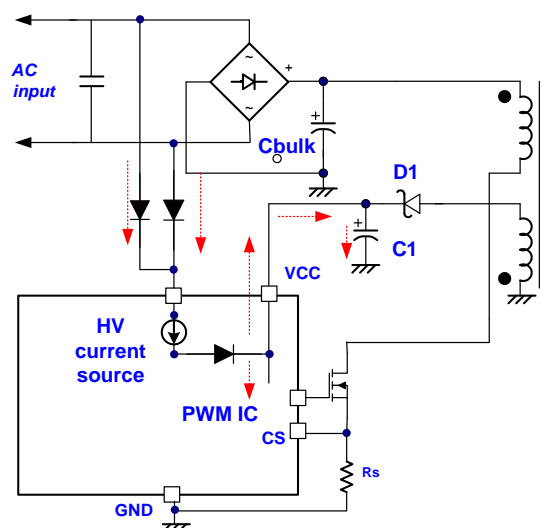 AC
input
~
+
~
+
Cbulk
D1
+
C1
VCC
HV
current
source
PWM IC
CS
Rs
GND